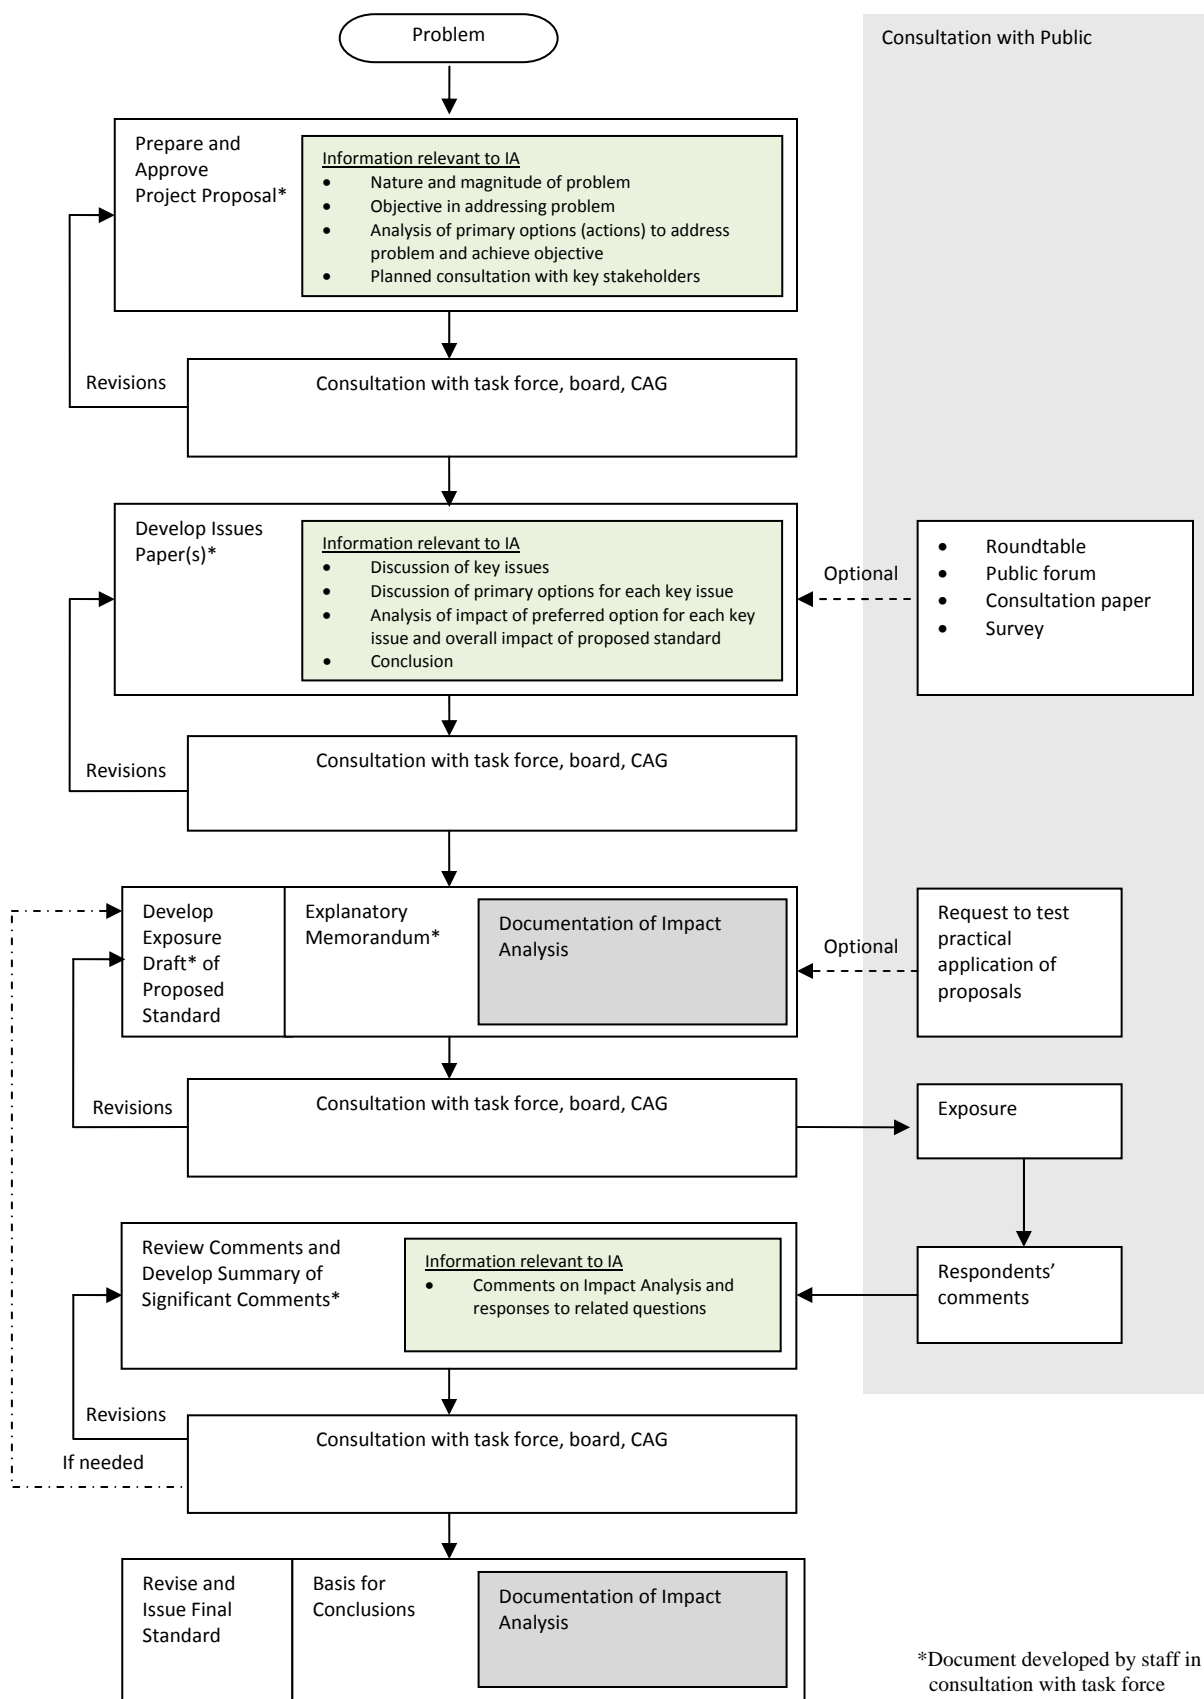 Problem
Consultation with Public
Prepare and
Approve
Project Proposal*
Information relevant to IA
• Nature and magnitude of problem
• Objective in addressing problem
• Analysis of primary options (actions) to address
problem and achieve objective
• Planned consultation with key stakeholders
Revisions
Consultation with task force, board, CAG
Develop Issues
Paper(s)*
Information relevant to IA
• Discussion of key issues
• Discussion of primary options for each key issue
• Analysis of impact of preferred option for each key
issue and overall impact of proposed standard
• Conclusion
Optional
• Roundtable
• Public forum
• Consultation paper
• Survey
Revisions
Consultation with task force, board, CAG
Develop
Exposure
Draft* of
Proposed
Standard
Explanatory
Memorandum*
Documentation of Impact
Analysis
Optional
Request to test
practical
application of
proposals
Revisions
Consultation with task force, board, CAG
Exposure
Review Comments and
Develop Summary of
Significant Comments*
Information relevant to IA
• Comments on Impact Analysis and
responses to related questions
Respondents’
comments
Revisions
If needed
Consultation with task force, board, CAG
Revise and
Issue Final
Standard
Basis for
Conclusions
Documentation of Impact
Analysis
*Document developed by staff in
consultation with task force